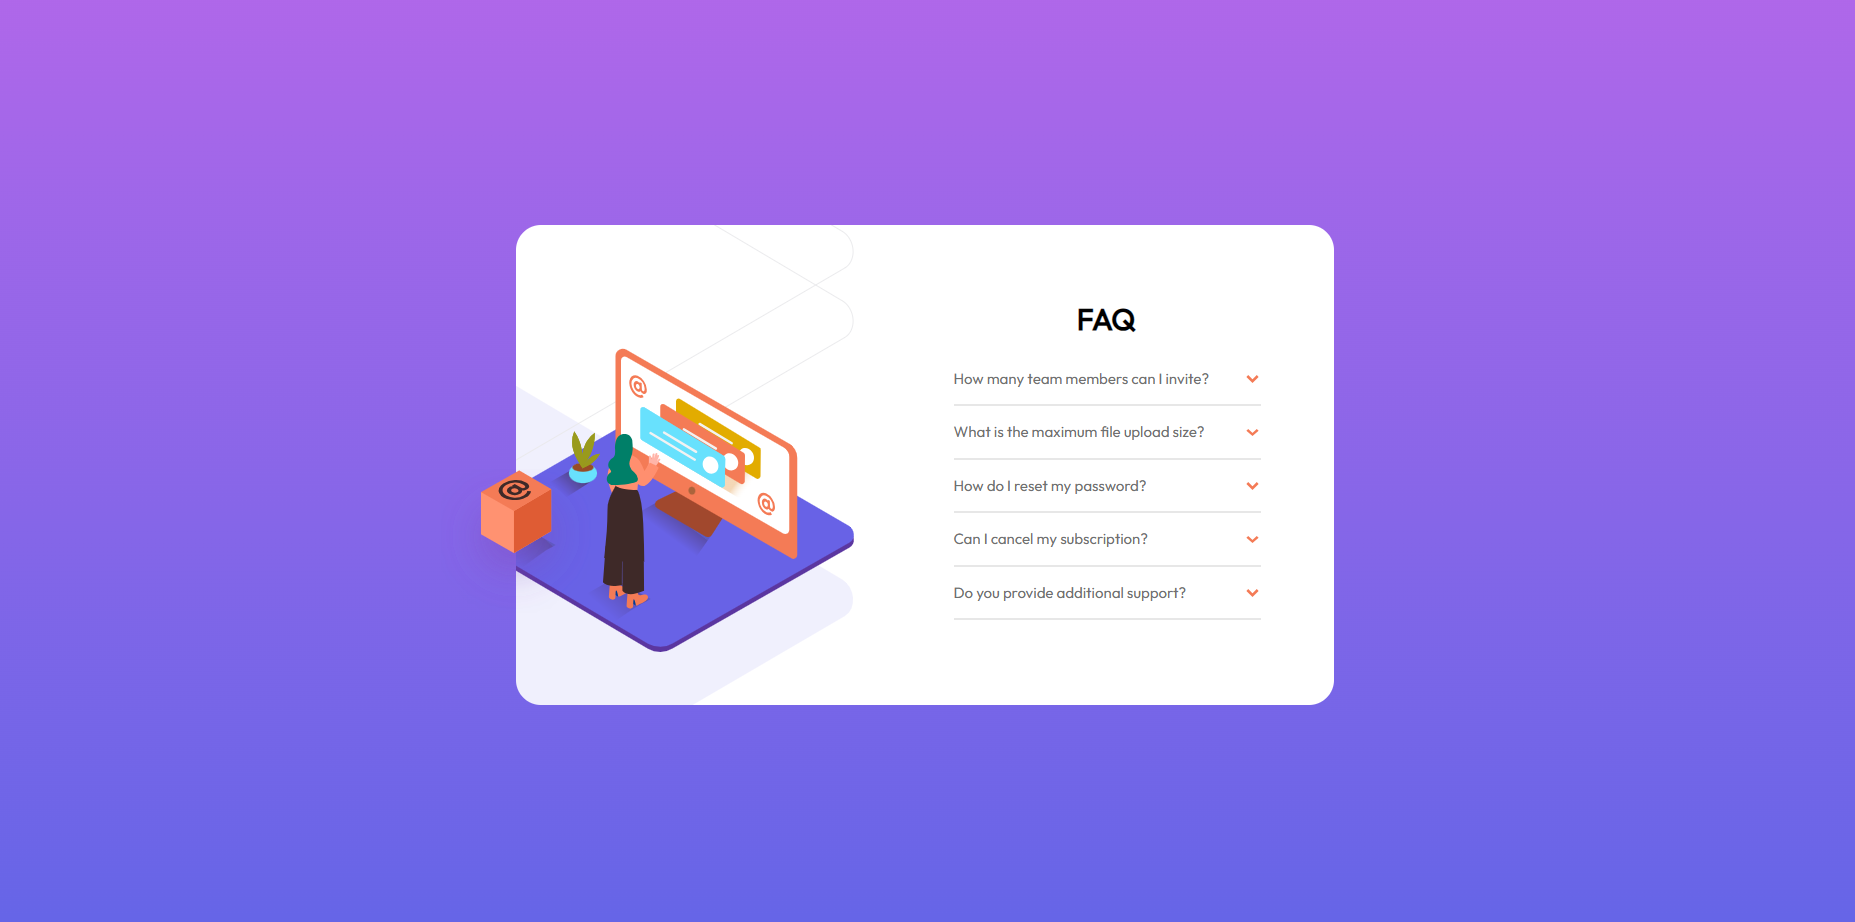 FAQ
How many team members can I invite?
What is the maximum file upload size?
How do I reset my password?
Can I cancel my subscription?
Do you provide additional support?
@
@
@